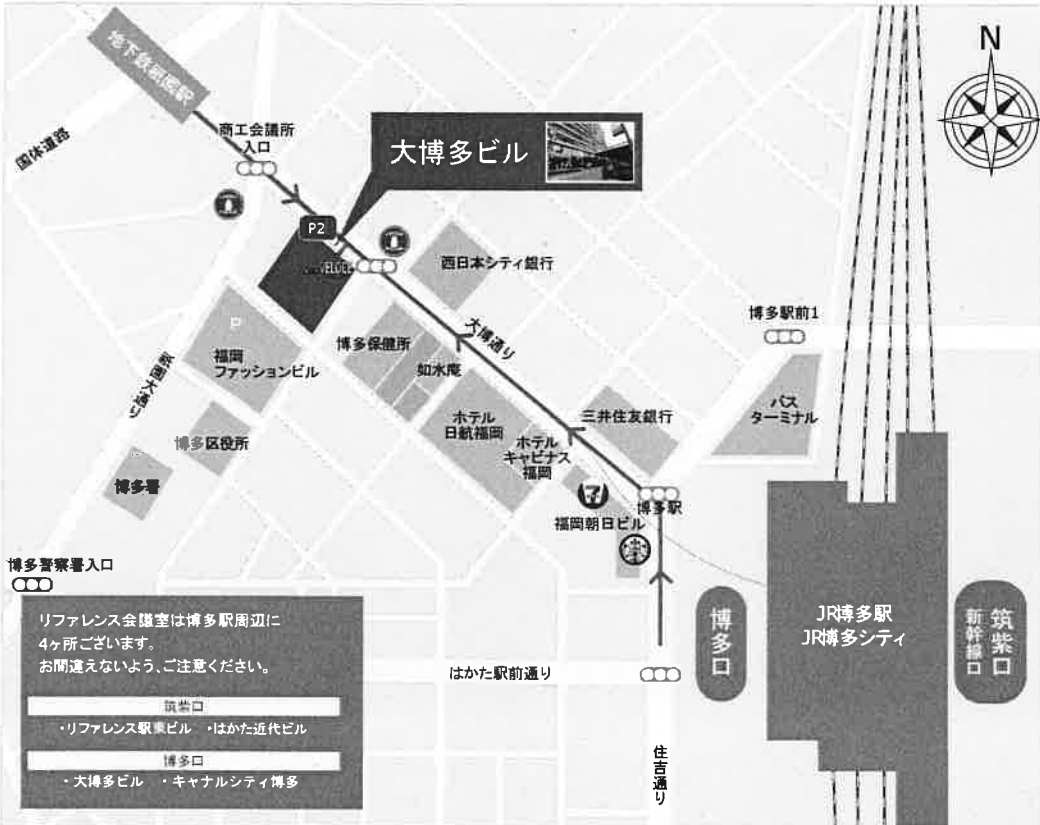 N
地下鉄祇園駅
国体道路
商工会議所
入口
大博多ビル
P2
西日本シティ銀行
博多駅前1
大博通り
博多保健所
如水庵
P
福岡
ファッションビル
祇園大通り
バス
ターミナル
三井住友銀行
ホテル
日航福岡
ホテル
キャビナス
福岡
博多区役所
博多署
7
博多駅
福岡朝日ビル
博多警察署入口
リファレンス会議室は博多駅周辺に
4ヶ所ございます。
お間違えないよう、ご注意ください。
筑紫口
・リファレンス駅東ビル ・はかた近代ビル
博多口
・大博多ビル ・キャナルシティ博多
はかた駅前通り
住吉通り
博多口
JR博多駅
JR博多シティ
筑紫口
新幹線口